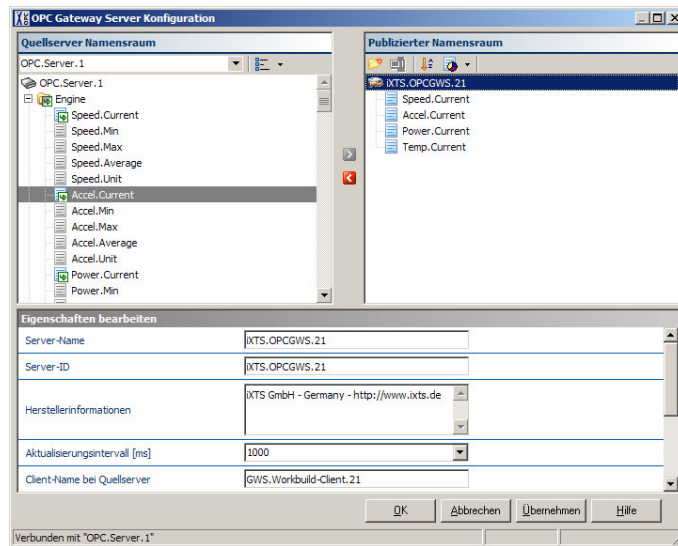 OPC Gateway Server Konfiguration
Quellserver Namensraum
OPC.Server.1
OPC.Server.1
Engine
Speed.Current
Speed.Min
Speed.Max
Speed.Average
Speed.Unit
Accel.Current
Accel.Min
Accel.Max
Accel.Average
Accel.Unit
Power.Current
Power.Min
Publizierter Namensraum
iXTS.OPCGWS.21
Speed.Current
Accel.Current
Power.Current
Temp.Current
Eigenschaften bearbeiten
Server-Name iXTS.OPCGWS.21
Server-ID iXTS.OPCGWS.21
Herstellerinformationen iXTS GmbH - Germany - http://www.ixts.de
Aktualisierungsintervall [ms] 1000
Client-Name bei Quellserver GWS.Workbuild-Client.21
OK Abbrechen Übernehmen Hilfe
Verbunden mit "OPC.Server.1"